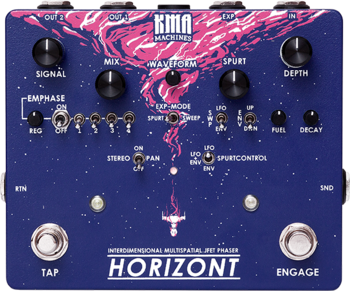 OUT 2 OUT 1 EXP IN
KMA
MACHINES
SIGNAL MIX WAVEFORM SPURT DEPTH
EMPHASE
ON
OFF
REG 1 2 3 4
EXP-MODE
SPURT SWEEP
LFO
ENV
UP
DWN
FUEL DECAY
STEREO ON PAN
OFF
LFO
ENV
LFO
ENV
SPURTCONTROL
RTN SND
INTERDIMENSIONAL MULTISPATIAL JFET PHASER
TAP HORIZONT ENGAGE